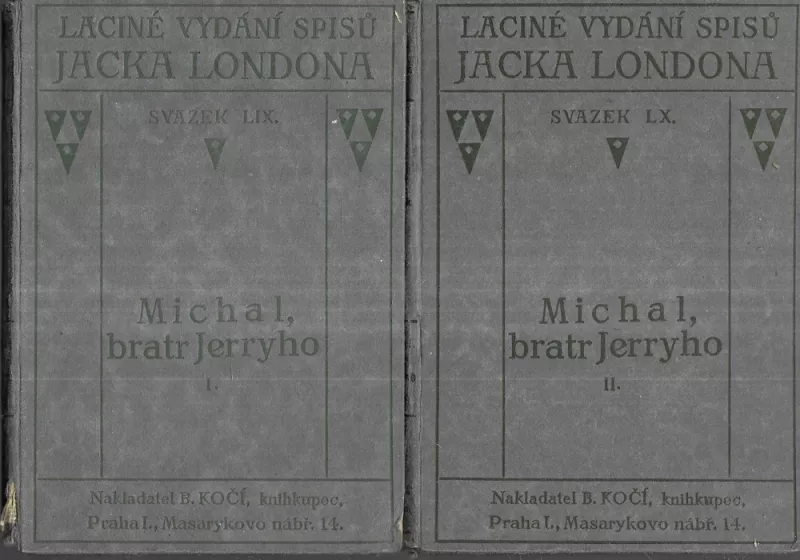 LACINÉ VYDÁNÍ SPISŮ
JACKA LONDONA
SVAZEK LIX.
Michal,
bratr Jerryho
I.
Nakladatel B. KOČÍ, knihkupec,
Praha I., Masarykovo nábř. 14.
LACINÉ VYDÁNÍ SPISŮ
JACKA LONDONA
SVAZEK LX.
Michal,
bratr Jerryho
II.
Nakladatel B. KOČÍ, knihkupec,
Praha I., Masarykovo nábř. 14.